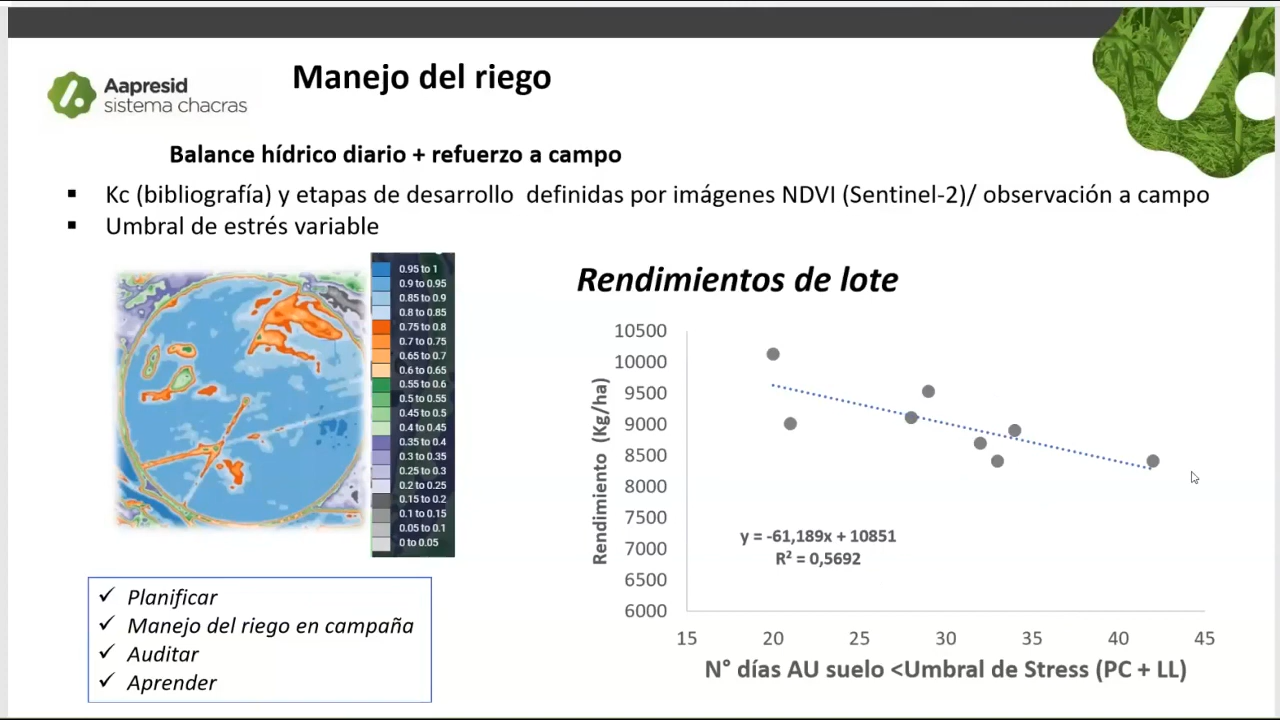 Aapresid
sistema chacras
Manejo del riego
Balance hídrico diario + refuerzo a campo
▪ Kc (bibliografía) y etapas de desarrollo definidas por imágenes NDVI (Sentinel-2)/ observación a campo
▪ Umbral de estrés variable
0.95 to 1
0.9 to 0.95
0.85 to 0.9
0.8 to 0.85
0.75 to 0.8
0.7 to 0.75
0.65 to 0.7
0.6 to 0.65
0.55 to 0.6
0.5 to 0.55
0.45 to 0.5
0.4 to 0.45
0.35 to 0.4
0.3 to 0.35
0.25 to 0.3
0.2 to 0.25
0.15 to 0.2
0.1 to 0.15
0.05 to 0.1
0 to 0.05
Rendimientos de lote
Rendimiento (Kg/ha)
10500
10000
9500
9000
8500
8000
7500
7000
6500
6000
y = -61,189x + 10851
R² = 0,5692
15 20 25 30 35 40 45
N° días AU suelo <Umbral de Stress (PC + LL)
✓ Planificar
✓ Manejo del riego en campaña
✓ Auditar
✓ Aprender